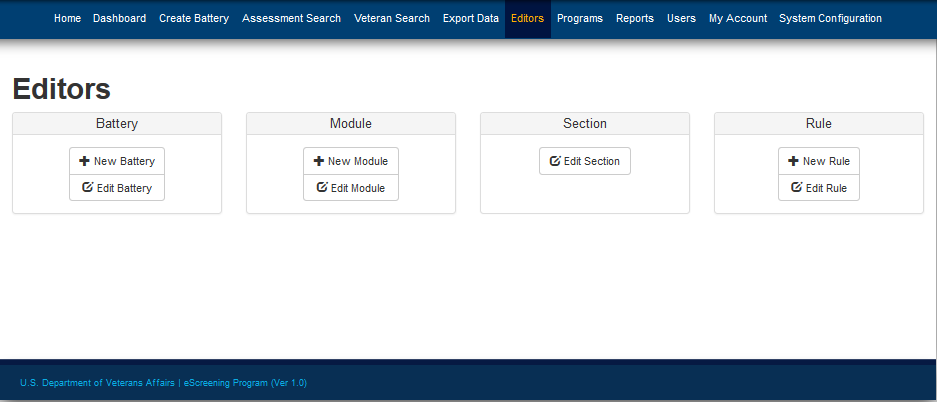 Home Dashboard Create Battery Assessment Search Veteran Search Export Data Editors Programs Reports Users My Account System Configuration
Editors
Battery
New Battery
Edit Battery
Module
New Module
Edit Module
Section
Edit Section
Rule
New Rule
Edit Rule
U.S. Department of Veterans Affairs | eScreening Program (Ver 1.0)